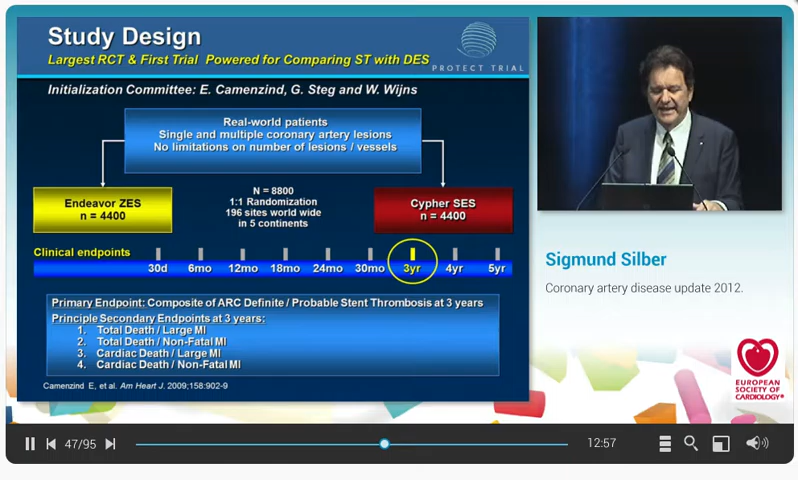 Study Design
Largest RCT & First Trial Powered for Comparing ST with DES
PROTECT TRIAL
Initialization Committee: E. Camenzind, G. Steg and W. Wijns
Real-world patients
Single and multiple coronary artery lesions
No limitations on number of lesions / vessels
Endeavor ZES
n = 4400
N = 8800
1:1 Randomization
196 sites world wide
in 5 continents
Cypher SES
n = 4400
Clinical endpoints
30d 6mo 12mo 18mo 24mo 30mo 3yr 4yr 5yr
Primary Endpoint: Composite of ARC Definite / Probable Stent Thrombosis at 3 years
Principle Secondary Endpoints at 3 years:
1. Total Death / Large MI
2. Total Death / Non-Fatal MI
3. Cardiac Death / Large MI
4. Cardiac Death / Non-Fatal MI
Camenzind E, et al. Am Heart J. 2009;158:902-9
Sigmund Silber
Coronary artery disease update 2012.
EUROPEAN
SOCIETY OF
CARDIOLOGY®
47/95
12:57